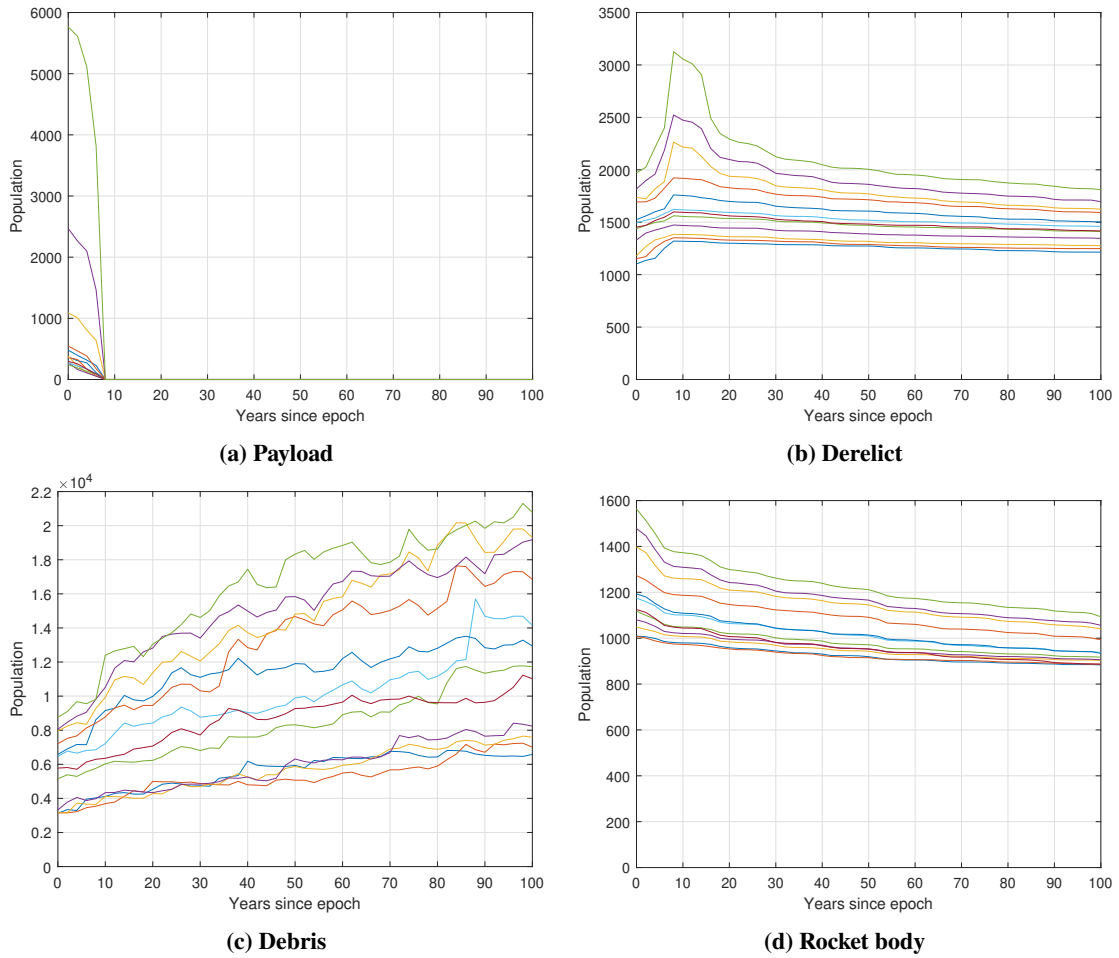 6000
5000
4000
3000
2000
1000
0
Population
0 10 20 30 40 50 60 70 80 90 100
Years since epoch
(a) Payload
3500
3000
2500
2000
1500
1000
500
0
Population
0 10 20 30 40 50 60 70 80 90 100
Years since epoch
(b) Derelict
×10⁴
2.2
2
1.8
1.6
1.4
1.2
1
0.8
0.6
0.4
0.2
0
Population
0 10 20 30 40 50 60 70 80 90 100
Years since epoch
(c) Debris
1600
1400
1200
1000
800
600
400
200
0
Population
0 10 20 30 40 50 60 70 80 90 100
Years since epoch
(d) Rocket body